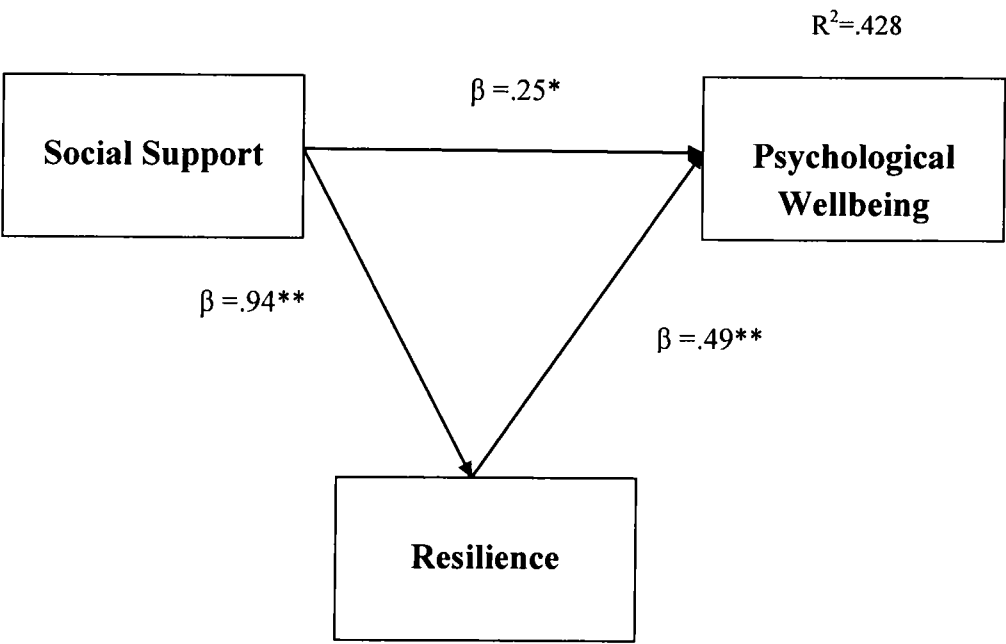 R²=.428
β =.25*
Social Support
Psychological
Wellbeing
β =.94**
β =.49**
Resilience